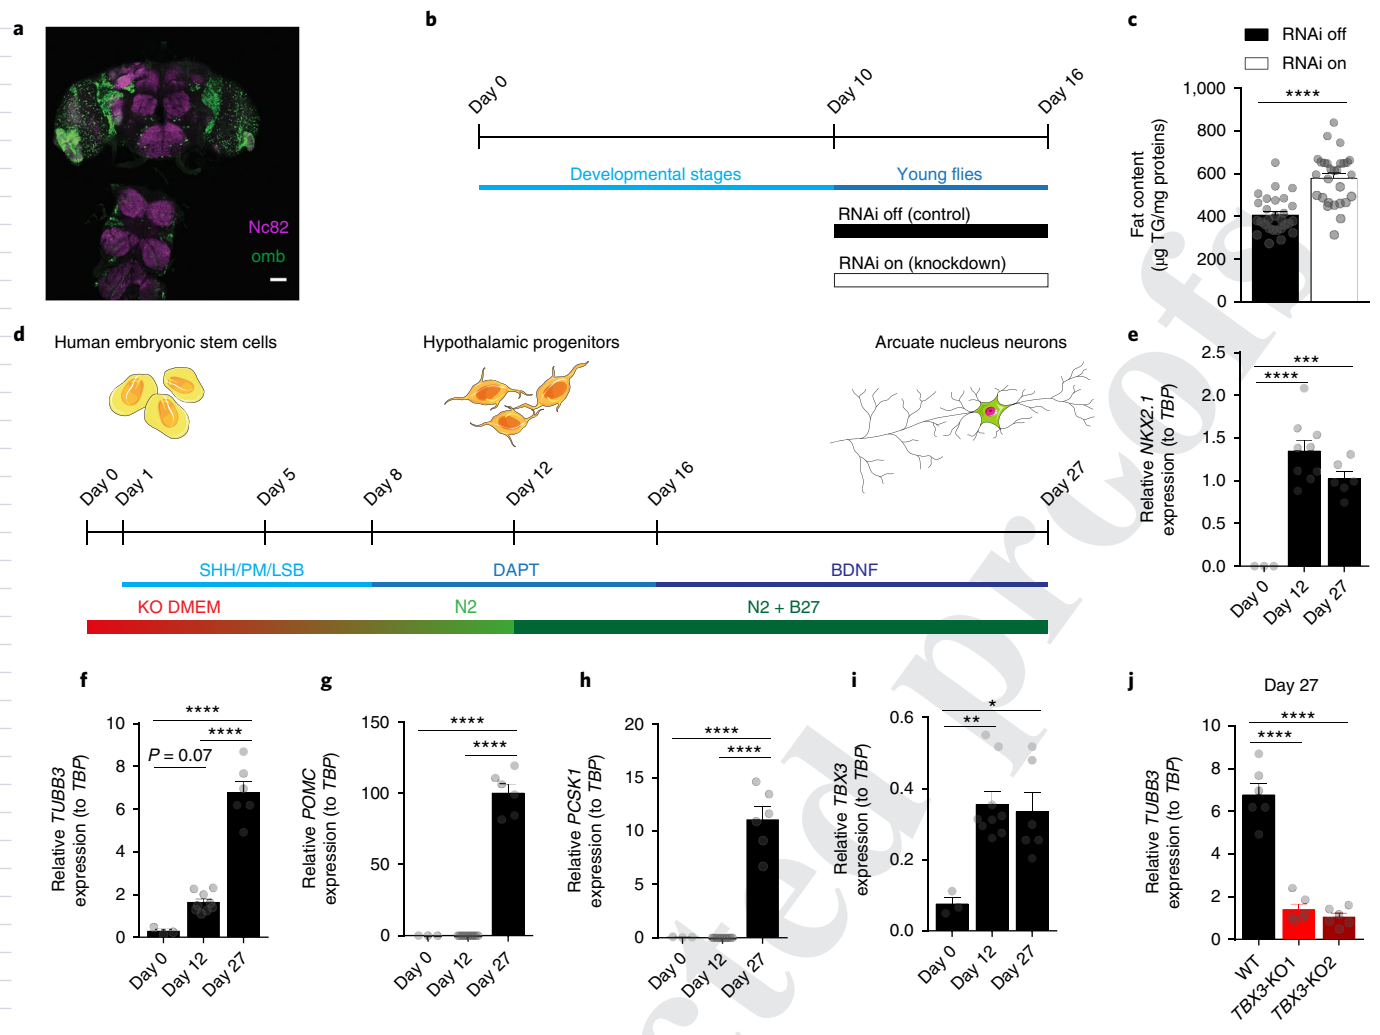 a
Nc82
omb
b
Day 0
Day 10
Day 16
Developmental stages
Young flies
RNAi off (control)
RNAi on (knockdown)
c
RNAi off
RNAi on
****
Fat content
(µg TG/mg proteins)
1,000
800
600
400
200
0
d
Human embryonic stem cells
Hypothalamic progenitors
Arcuate nucleus neurons
Day 0
Day 1
Day 5
Day 8
Day 12
Day 16
Day 27
SHH/PM/LSB
DAPT
BDNF
KO DMEM
N2
N2 + B27
e
Relative NKX2.1
expression (to TBP)
2.5
2.0
1.5
1.0
0.5
0.0
***
****
Day 0
Day 12
Day 27
f
Relative TUBB3
expression (to TBP)
10
8
6
4
2
0
****
****
P = 0.07
Day 0
Day 12
Day 27
g
Relative POMC
expression (to TBP)
150
100
50
0
****
****
Day 0
Day 12
Day 27
h
Relative PCSK1
expression (to TBP)
20
15
10
5
0
****
****
Day 0
Day 12
Day 27
i
Relative TBX3
expression (to TBP)
0.6
0.4
0.2
0.0
*
**
Day 0
Day 12
Day 27
j
Day 27
Relative TUBB3
expression (to TBP)
10
8
6
4
2
0
****
****
WT
TBX3-KO1
TBX3-KO2
cted proofs